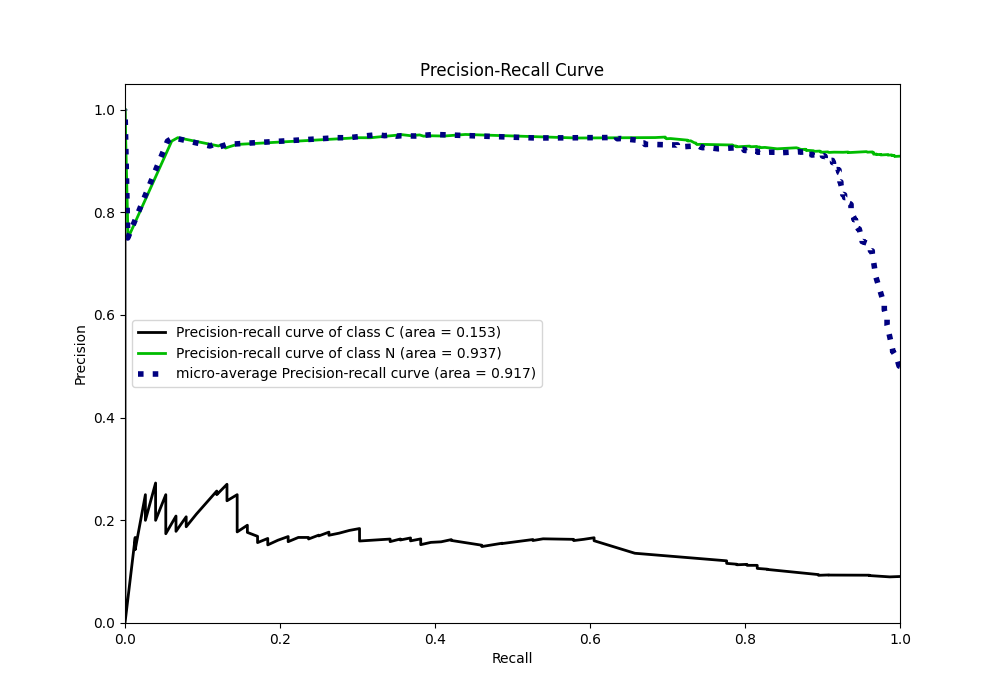 Precision-Recall Curve
1.0
0.8
0.6
0.4
0.2
0.0
Precision
Precision-recall curve of class C (area = 0.153)
Precision-recall curve of class N (area = 0.937)
micro-average Precision-recall curve (area = 0.917)
0.0 0.2 0.4 0.6 0.8 1.0
Recall